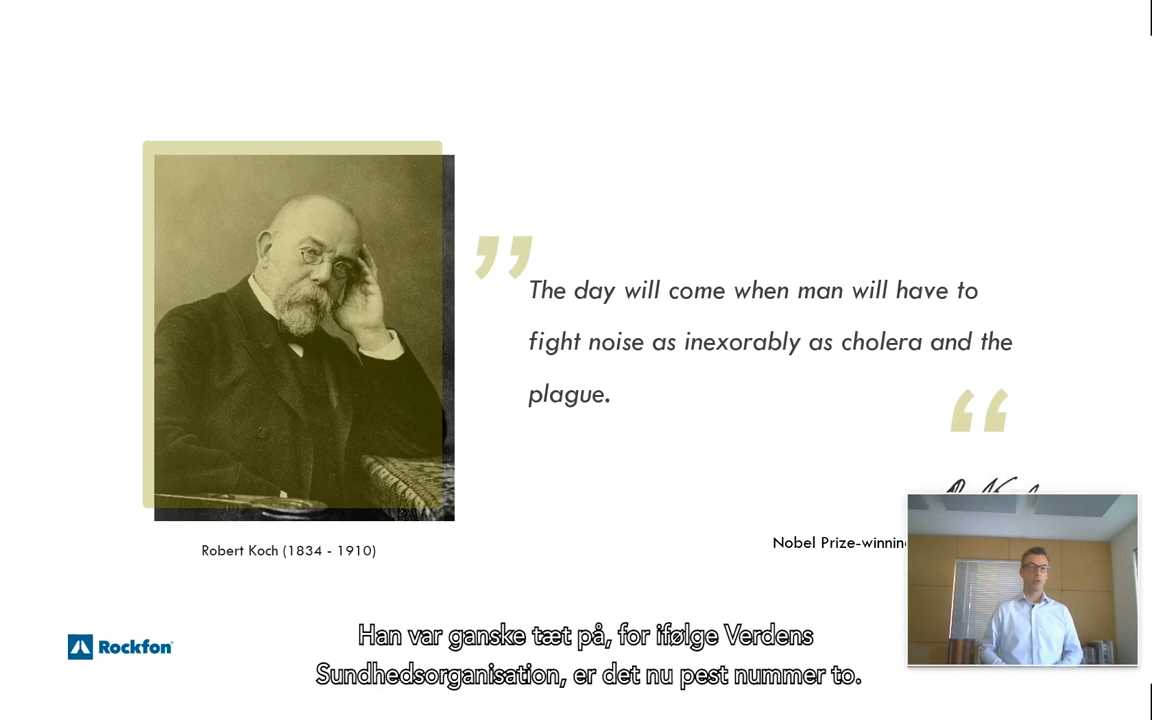 ”
The day will come when man will have to
fight noise as inexorably as cholera and the
plague.
“
Robert Koch (1834 - 1910)
Nobel Prize-winning
Rockfon
Han var ganske tæt på, for ifølge Verdens
Sundhedsorganisation, er det nu pest nummer to.